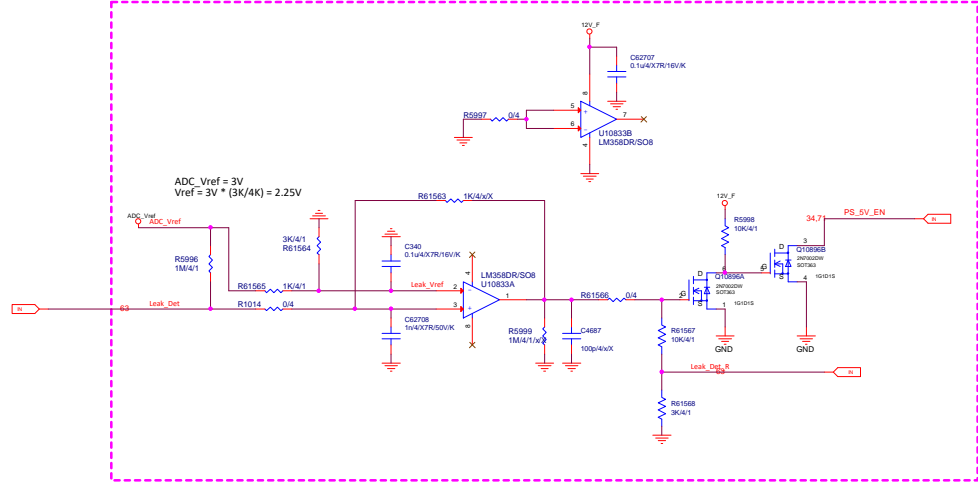 12V_F
C62707
0.1u/4/X7R/16V/K
8
R5997
0/4
5
+
7
6
−
U10833B
LM358DR/SO8
4
ADC_Vref = 3V
Vref = 3V * (3K/4K) = 2.25V
R61563
1K/4/x/X
ADC_Vref
ADC_Vref
12V_F
34,71
PS_5V_EN
IN
3K/4/1
R61564
C340
0.1u/4/X7R/16V/K
R5998
10K/4/1
3
D
Q10896B
2N7002DW
SOT363
R5996
1M/4/1
4
LM358DR/SO8
U10833A
6
D
Q10896A
2N7002DW
SOT363
5
G
S
4
1G1D1S
R61565
1K/4/1
Leak_Vref
2
−
1
R61566
0/4
2
G
S
1
1G1D1S
IN
63
Leak_Det
R1014
0/4
3
+
8
C62708
1n/4/X7R/50V/K
R5999
1M/4/1/x/X
C4687
100p/4/x/X
R61567
10K/4/1
GND
GND
Leak_Det_R
63
IN
R61568
3K/4/1